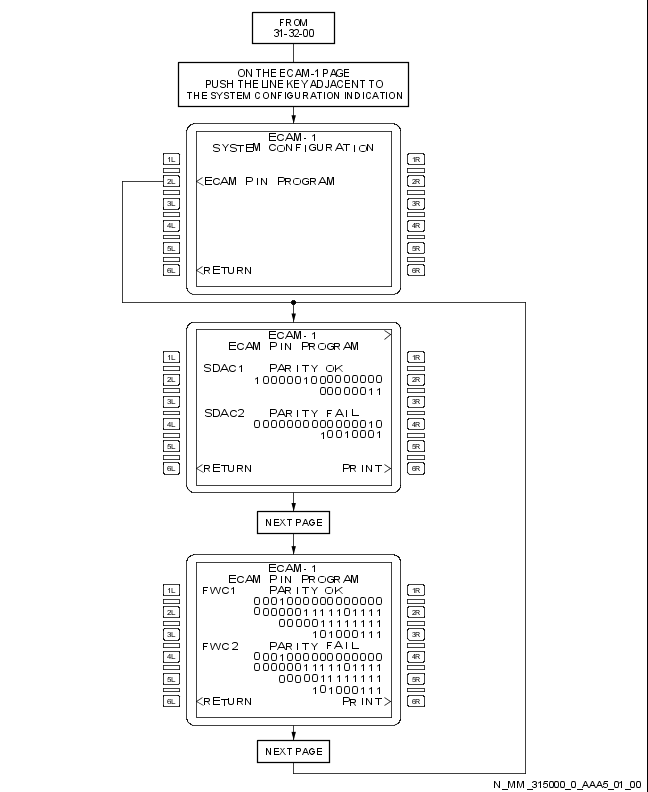 FROM
31-32-00
ON THE ECAM-1 PAGE
PUSH THE LINE KEY ADJACENT TO
THE SYSTEM CONFIGURATION INDICATION
ECAM-1
SYSTEM CONFIGURATION
1L 1R
2L <ECAM PIN PROGRAM 2R
3L 3R
4L 4R
5L 5R
6L <RETURN 6R
ECAM-1 >
ECAM PIN PROGRAM
1L 1R
SDAC1 PARITY OK
2L 1000001000000000 2R
00000011
3L 3R
SDAC2 PARITY FAIL
4L 0000000000000010 4R
10010001
5L 5R
6L <RETURN PRINT> 6R
NEXT PAGE
ECAM-1
ECAM PIN PROGRAM
1L FWC1 PARITY OK 1R
0001000000000000
2L 0000001111101111 2R
0000011111111
3L 101000111 3R
FWC2 PARITY FAIL
4L 0001000000000000 4R
0000001111101111
5L 0000011111111 5R
101000111
6L <RETURN PRINT> 6R
NEXT PAGE
N_MM_315000_0_AAA5_01_00